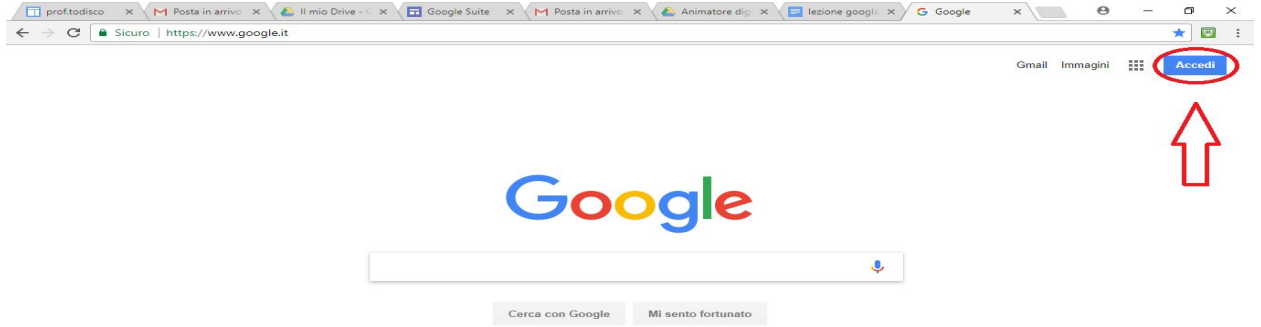 prof.todisco Posta in arrivo Il mio Drive - G Google Suite Posta in arrivo Animatore dig lezione google Google
Sicuro https://www.google.it
Gmail Immagini Accedi
Google
Cerca con Google Mi sento fortunato